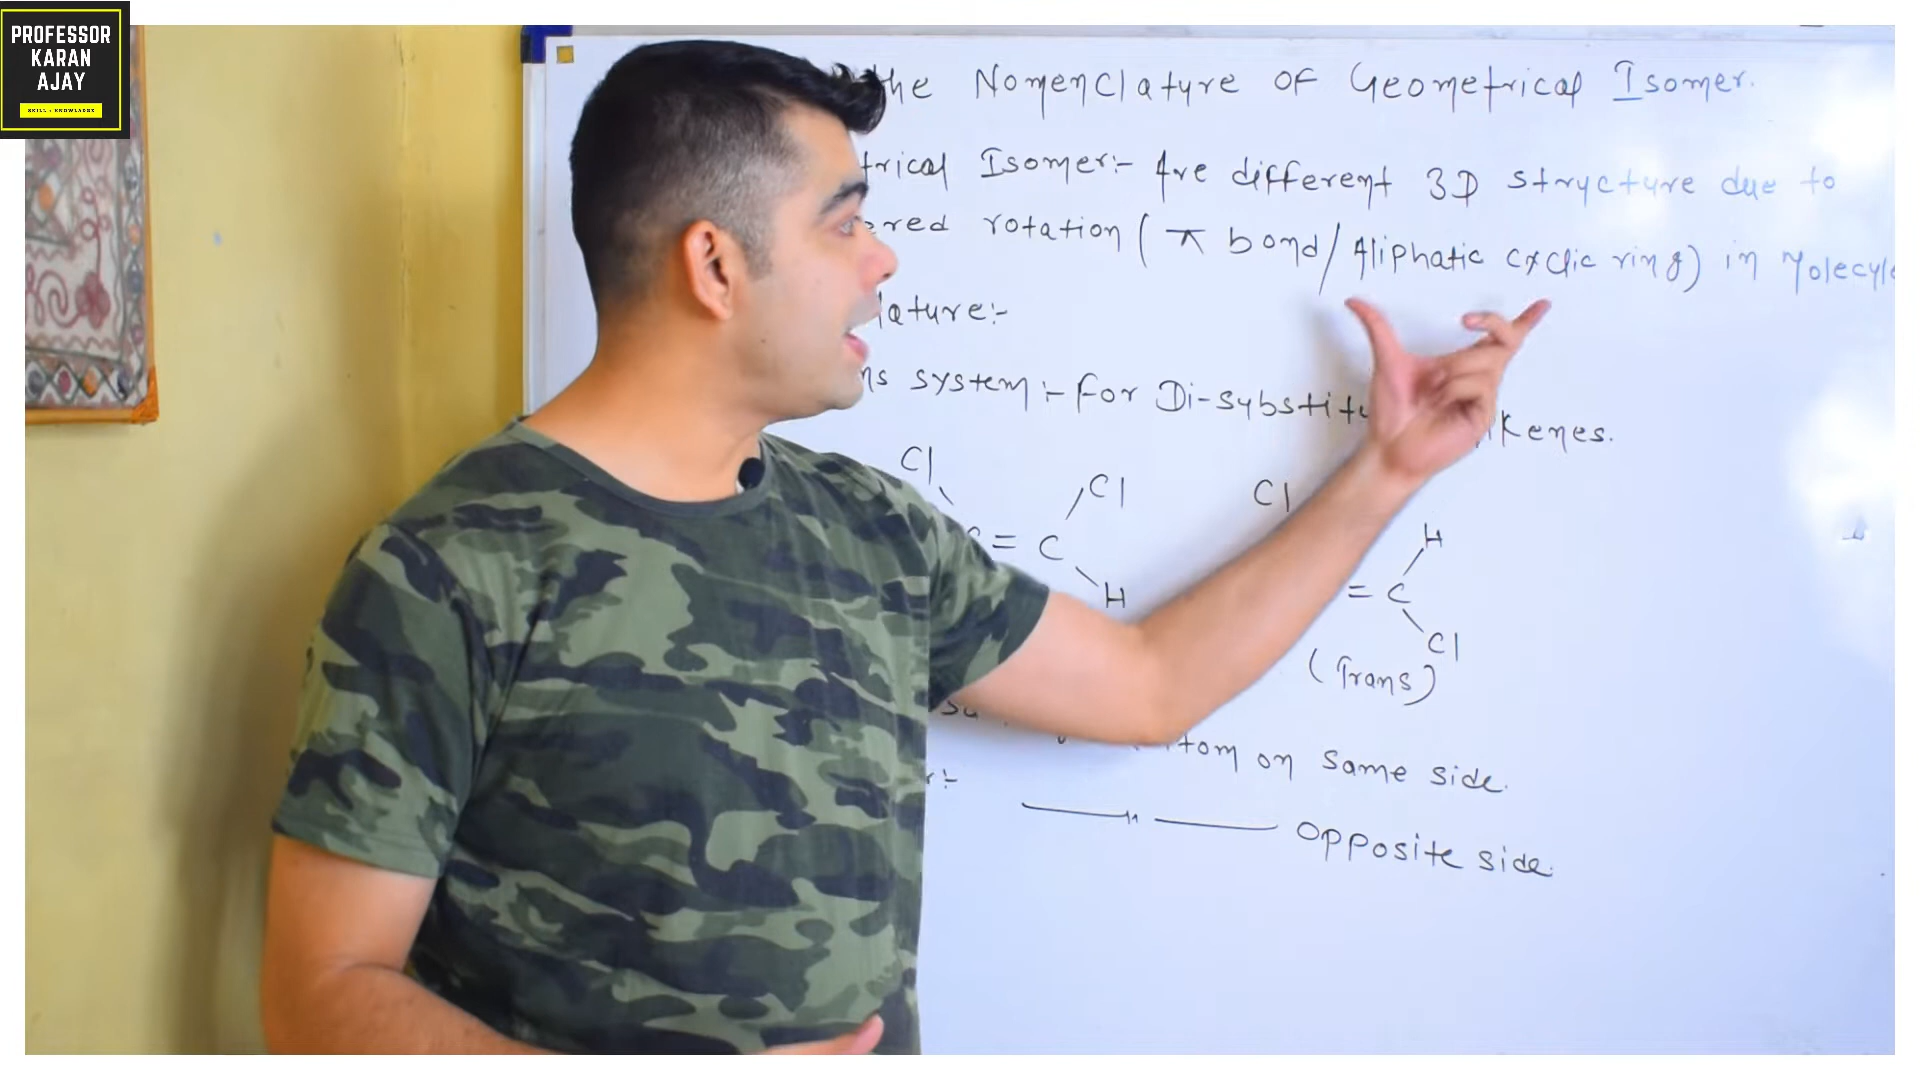 PROFESSOR
KARAN
AJAY
SKILL + KNOWLEDGE
the Nomenclature OF Geometrical Isomer.
trical Isomer:- Are different 3D structure due to
ered rotation ( π bond/Aliphatic cyclic ring) in Molecule
lature:-
ns system:- For Di-substitu lkenes.
Cl Cl Cl
H
= C
= C
H
Cl
(Trans)
tom on same side.
r:- —— " —— Opposite side.